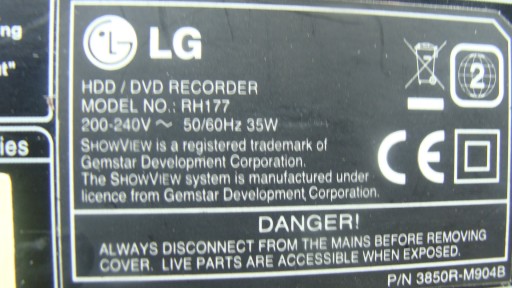 ng
t"
ies
LG
HDD / DVD RECORDER
MODEL NO.: RH177
200-240V ~ 50/60Hz 35W
SHOWVIEW is a registered trademark of
Gemstar Development Corporation.
The SHOWVIEW system is manufactured under
licence from Gemstar Development Corporation.
2
CE
DANGER!
ALWAYS DISCONNECT FROM THE MAINS BEFORE REMOVING
COVER. LIVE PARTS ARE ACCESSIBLE WHEN EXPOSED.
P/N 3850R-M904B